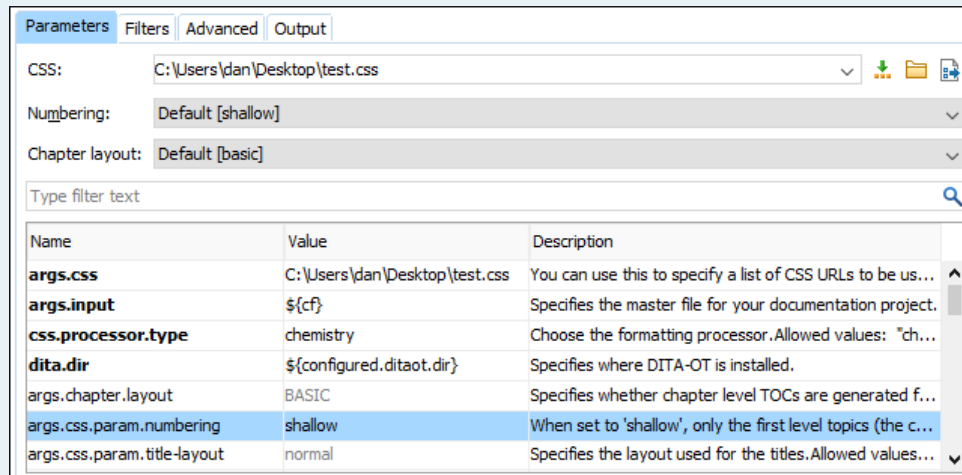 Parameters Filters Advanced Output
CSS: C:\Users\dan\Desktop\test.css
Numbering: Default [shallow]
Chapter layout: Default [basic]
Type filter text
Name Value Description
args.css C:\Users\dan\Desktop\test.css You can use this to specify a list of CSS URLs to be us...
args.input ${cf} Specifies the master file for your documentation project.
css.processor.type chemistry Choose the formatting processor.Allowed values: "ch...
dita.dir ${configured.ditaot.dir} Specifies where DITA-OT is installed.
args.chapter.layout BASIC Specifies whether chapter level TOCs are generated f...
args.css.param.numbering shallow When set to 'shallow', only the first level topics (the c...
args.css.param.title-layout normal Specifies the layout used for the titles.Allowed values...